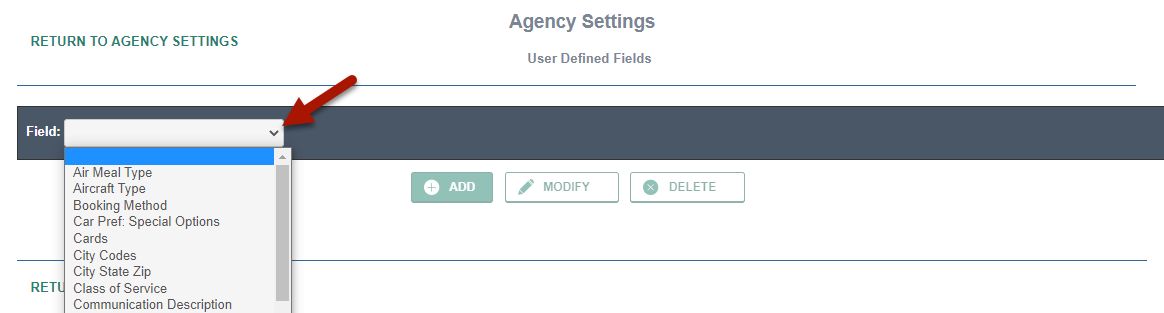 Agency Settings
RETURN TO AGENCY SETTINGS
User Defined Fields
Field:
Air Meal Type
Aircraft Type
Booking Method
Car Pref: Special Options
Cards
City Codes
City State Zip
Class of Service
Communication Description
ADD
MODIFY
DELETE
RETU